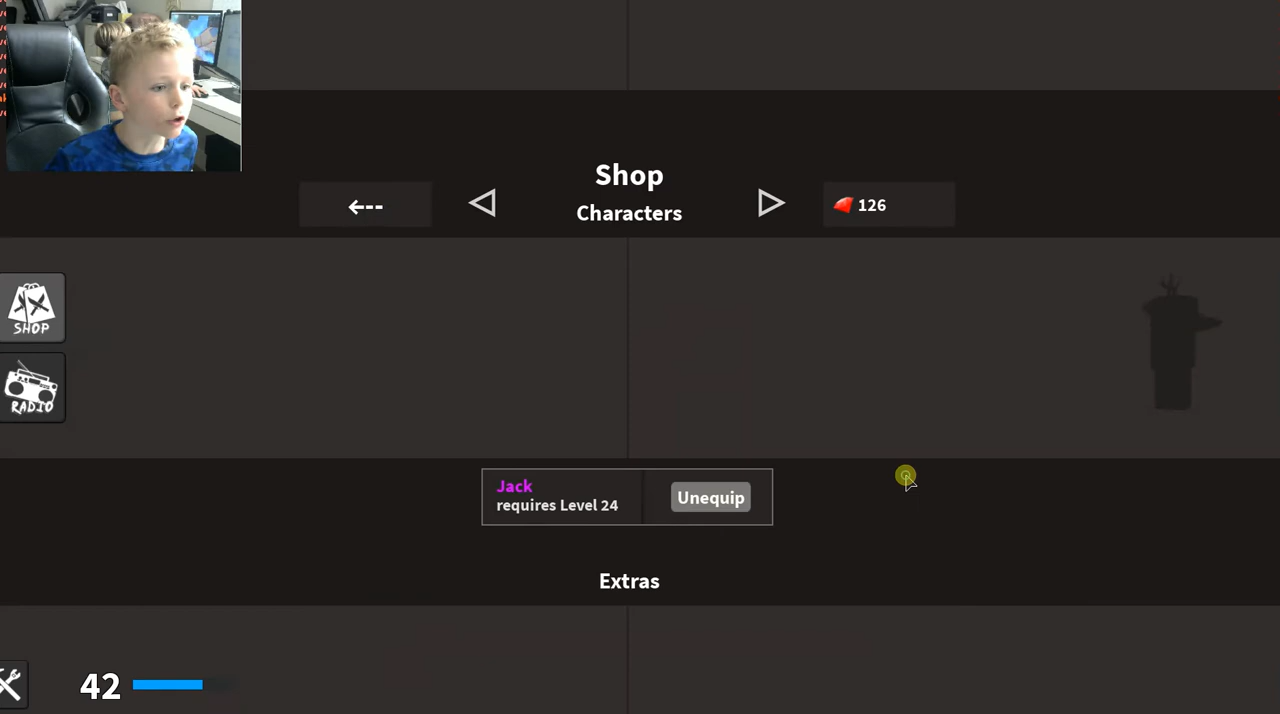 Shop
Characters
←--
126
SHOP
RADIO
Jack
requires Level 24
Unequip
Extras
42